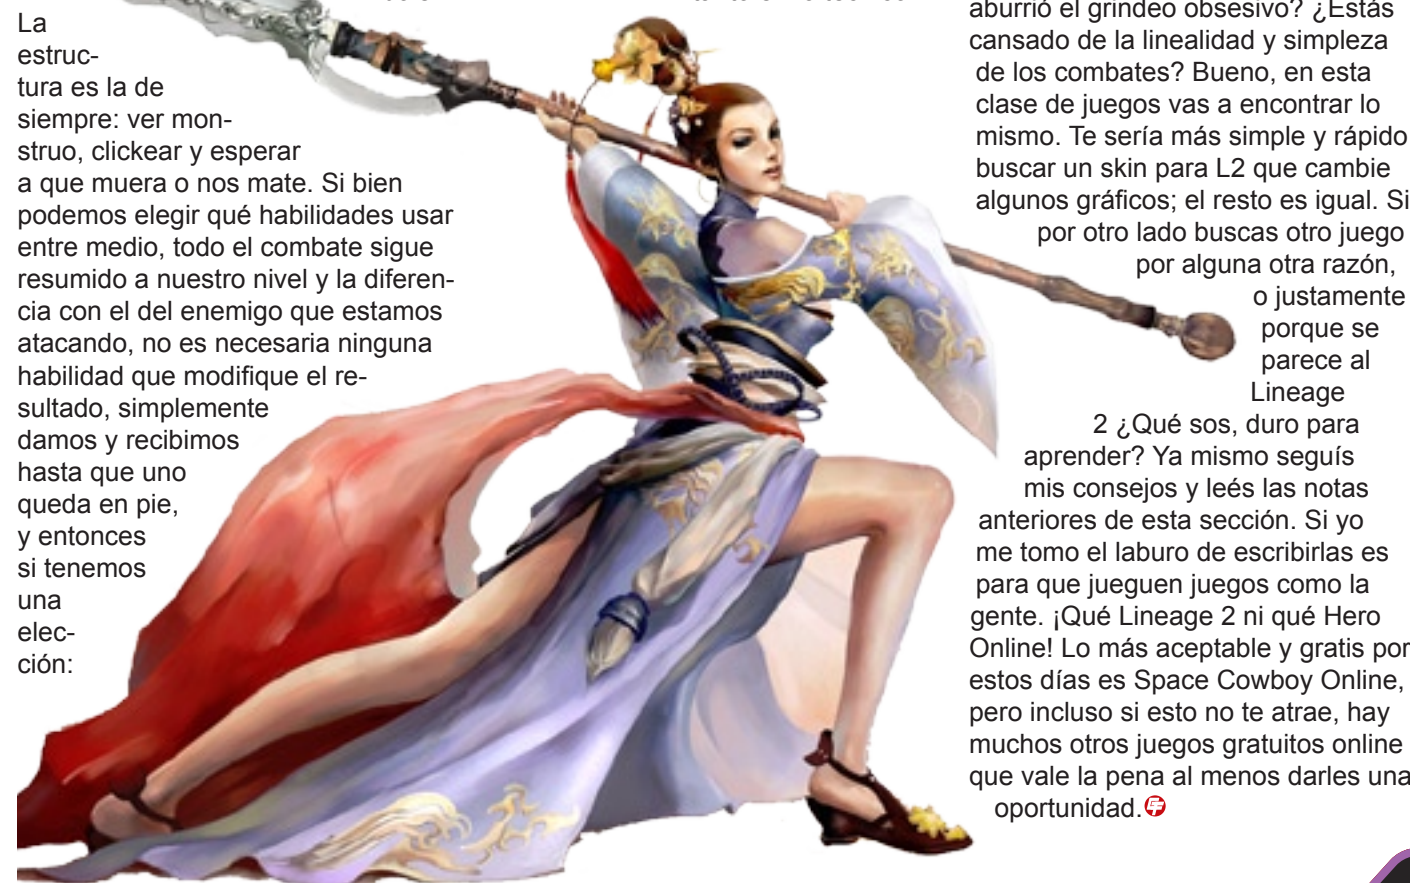 La
estruc-
tura es la de
siempre: ver mon-
struo, clickear y esperar
a que muera o nos mate. Si bien
podemos elegir qué habilidades usar
entre medio, todo el combate sigue
resumido a nuestro nivel y la diferen-
cia con el del enemigo que estamos
atacando, no es necesaria ninguna
habilidad que modifique el re-
sultado, simplemente
damos y recibimos
hasta que uno
queda en pie,
y entonces
si tenemos
una
elec-
ción:
aburrió el grindeo obsesivo? ¿Estás
cansado de la linealidad y simpleza
de los combates? Bueno, en esta
clase de juegos vas a encontrar lo
mismo. Te sería más simple y rápido
buscar un skin para L2 que cambie
algunos gráficos; el resto es igual. Si
por otro lado buscas otro juego
por alguna otra razón,
o justamente
porque se
parece al
Lineage
2 ¿Qué sos, duro para
aprender? Ya mismo seguís
mis consejos y leés las notas
anteriores de esta sección. Si yo
me tomo el laburo de escribirlas es
para que jueguen juegos como la
gente. ¡Qué Lineage 2 ni qué Hero
Online! Lo más aceptable y gratis por
estos días es Space Cowboy Online,
pero incluso si esto no te atrae, hay
muchos otros juegos gratuitos online
que vale la pena al menos darles una
oportunidad.